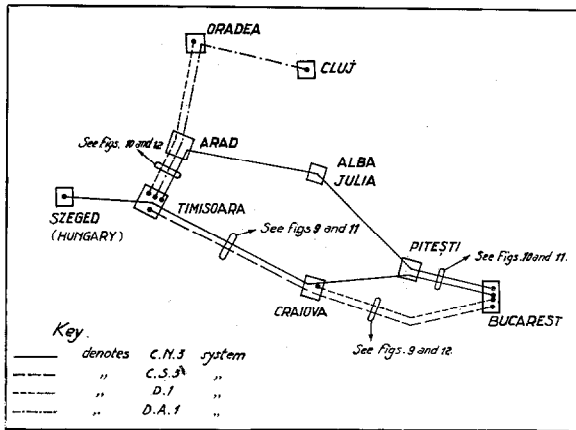 ORADEA
CLUJ
See Figs. 10 and 12
ARAD
ALBA
JULIA
SZEGED
(HUNGARY)
TIMISOARA
See Figs 9 and 11
PITEȘTI
See Figs. 10 and 11.
CRAIOVA
BUCAREST
See Figs. 9 and 12.
Key.
denotes C.N.3 system
,, C.S.3 ,,
,, D.1 ,,
,, D.A.1 ,,